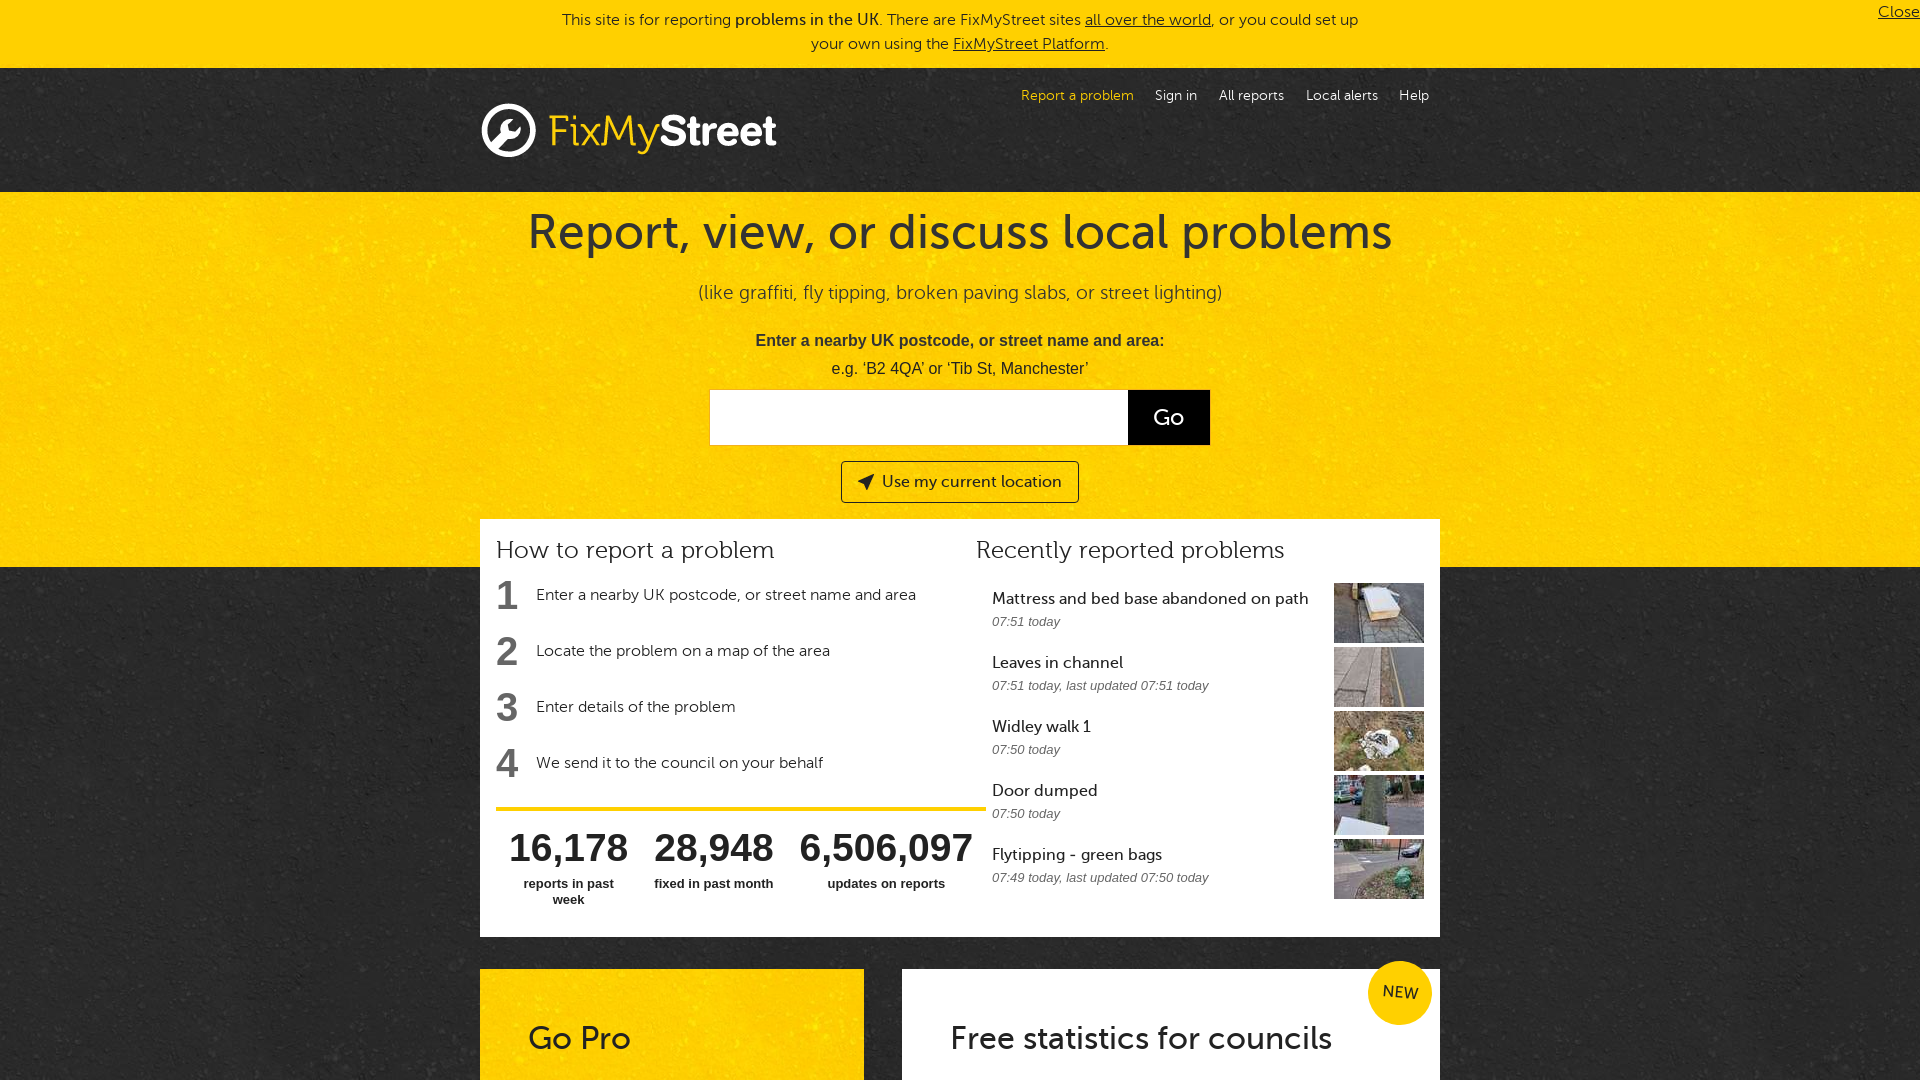 This site is for reporting problems in the UK. There are FixMyStreet sites all over the world, or you could set up
your own using the FixMyStreet Platform.
Close
Report a problem Sign in All reports Local alerts Help
FixMyStreet
Report, view, or discuss local problems
(like graffiti, fly tipping, broken paving slabs, or street lighting)
Enter a nearby UK postcode, or street name and area:
e.g. ‘B2 4QA’ or ‘Tib St, Manchester’
Go
Use my current location
How to report a problem
1 Enter a nearby UK postcode, or street name and area
2 Locate the problem on a map of the area
3 Enter details of the problem
4 We send it to the council on your behalf
16,178 28,948 6,506,097
reports in past fixed in past month updates on reports
week
Recently reported problems
Mattress and bed base abandoned on path
07:51 today
Leaves in channel
07:51 today, last updated 07:51 today
Widley walk 1
07:50 today
Door dumped
07:50 today
Flytipping - green bags
07:49 today, last updated 07:50 today
Go Pro
NEW
Free statistics for councils